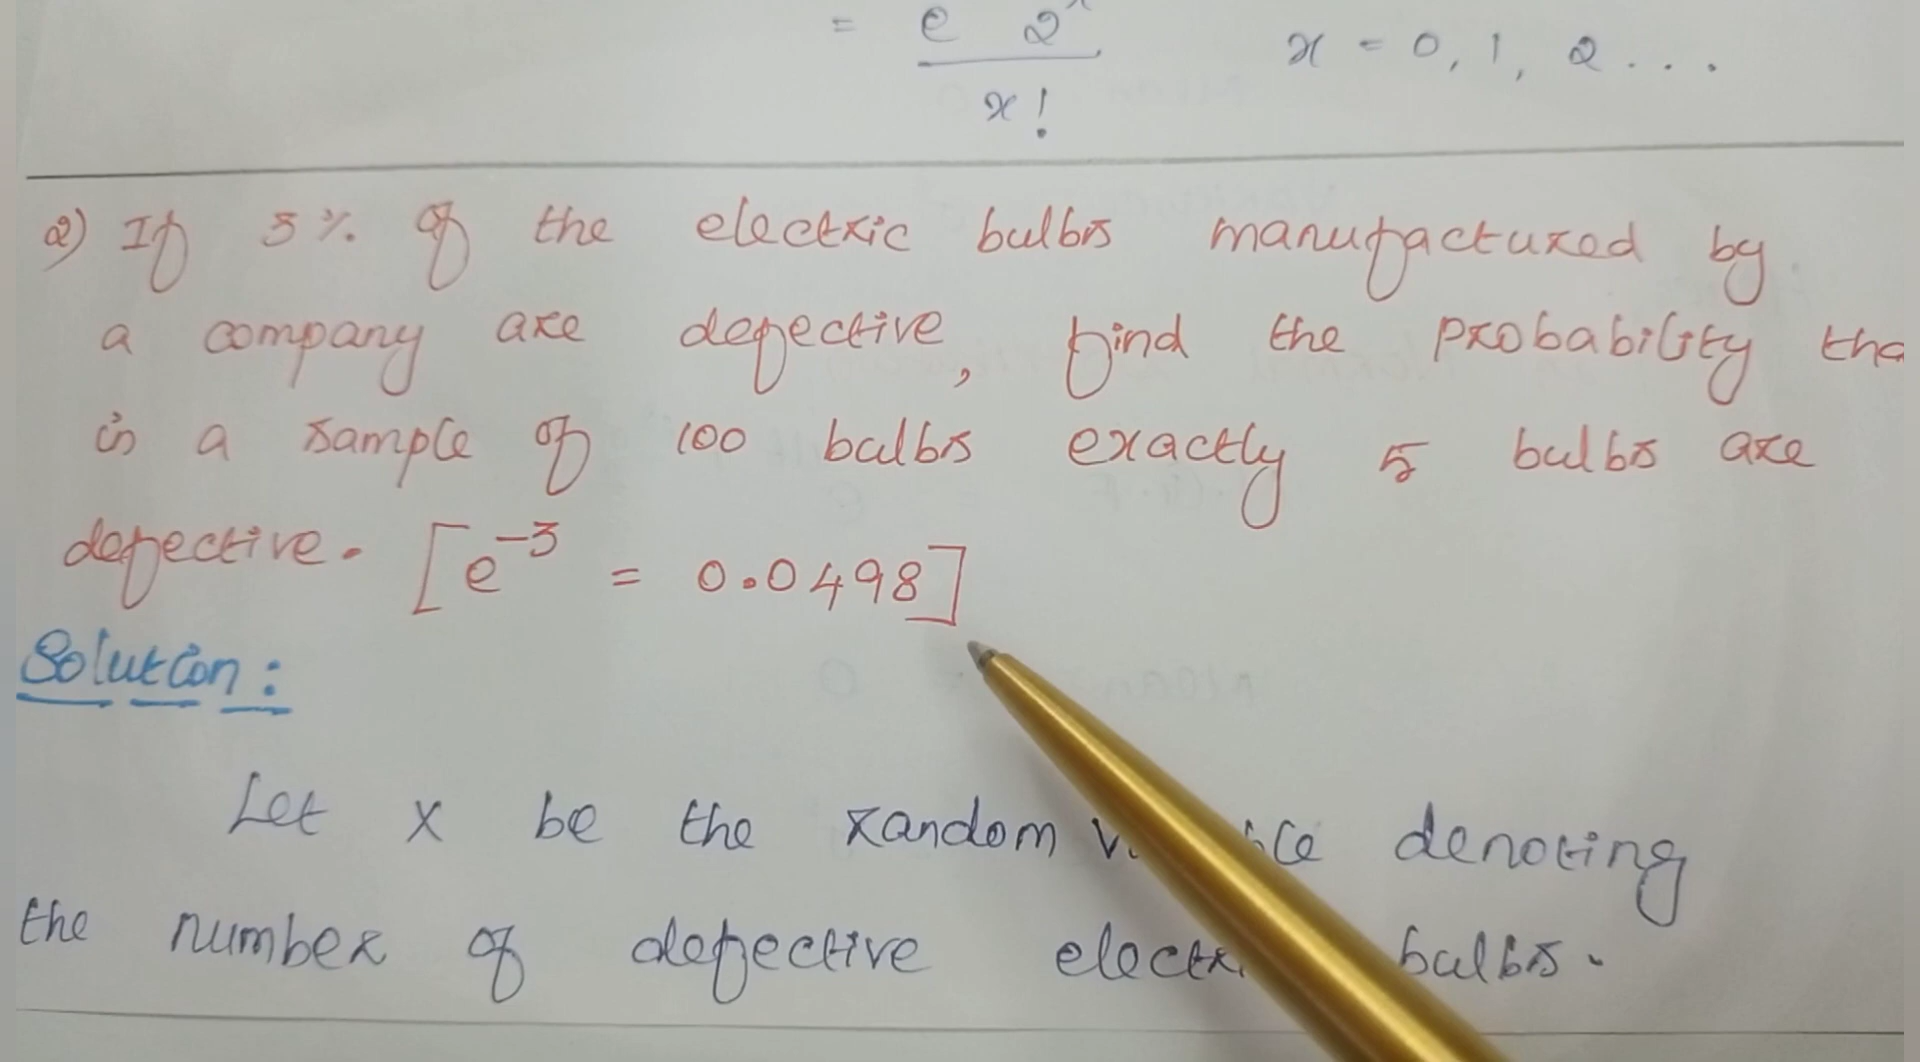 = e 2^x / x! x = 0, 1, 2 ...
2) If 3% of the electric bulbs manufactured by
a company are defective, find the probability tha
in a sample of 100 bulbs exactly 5 bulbs are
defective. [e^-3 = 0.0498]
Solution:
Let x be the random denoting
the number of defective bulbs.